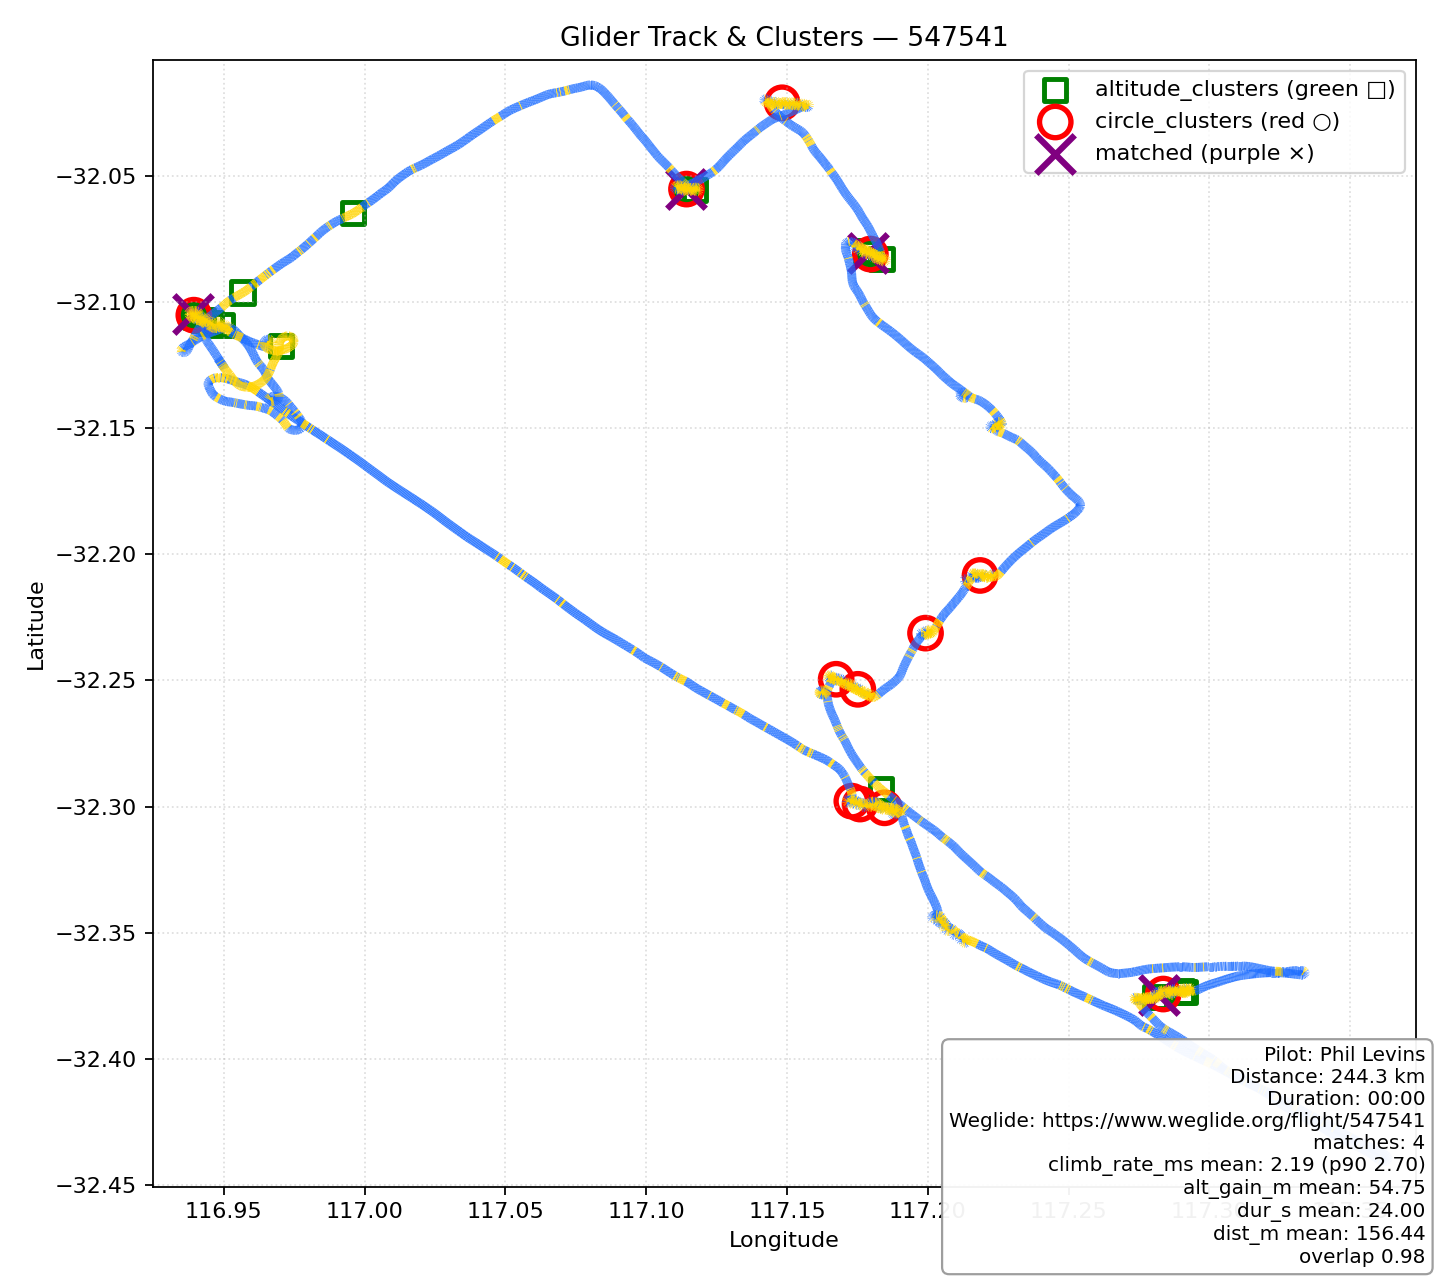 Glider Track & Clusters — 547541
altitude_clusters (green □)
circle_clusters (red ○)
matched (purple ×)
Latitude
−32.05
−32.10
−32.15
−32.20
−32.25
−32.30
−32.35
−32.40
−32.45
Pilot: Phil Levins
Distance: 244.3 km
Duration: 00:00
Weglide: https://www.weglide.org/flight/547541
matches: 4
climb_rate_ms mean: 2.19 (p90 2.70)
alt_gain_m mean: 54.75
dur_s mean: 24.00
dist_m mean: 156.44
overlap 0.98
116.95 117.00 117.05 117.10 117.15 117.20 117.25
Longitude